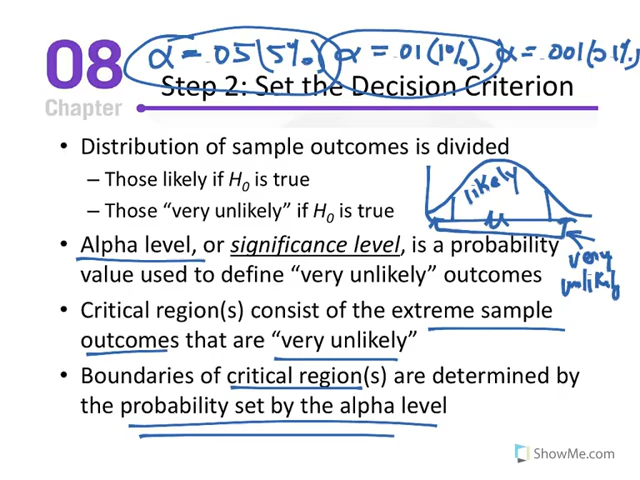 α = .05 (5%) α = .01 (1%), α = .001 (0.1%)
08
Chapter
Step 2: Set the Decision Criterion
• Distribution of sample outcomes is divided
– Those likely if H₀ is true
– Those “very unlikely” if H₀ is true
likely
μ
very
unlikely
• Alpha level, or significance level, is a probability
value used to define “very unlikely” outcomes
• Critical region(s) consist of the extreme sample
outcomes that are “very unlikely”
• Boundaries of critical region(s) are determined by
the probability set by the alpha level
ShowMe.com